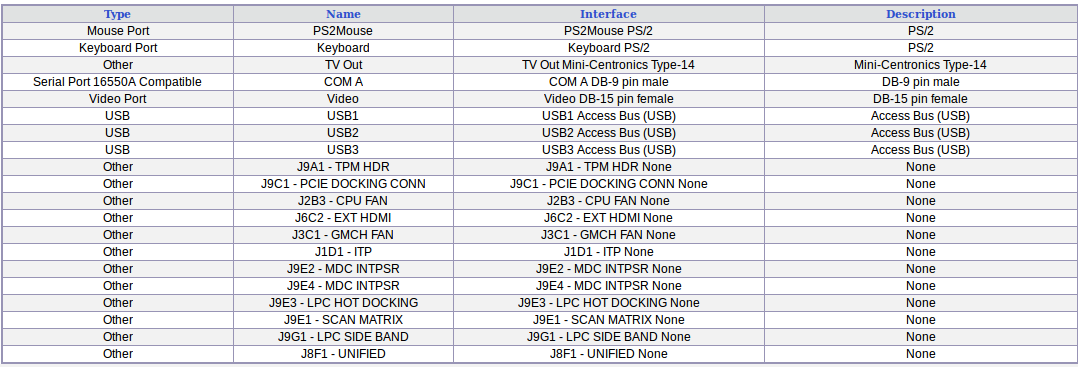 Type Name Interface Description
Mouse Port PS2Mouse PS2Mouse PS/2 PS/2
Keyboard Port Keyboard Keyboard PS/2 PS/2
Other TV Out TV Out Mini-Centronics Type-14 Mini-Centronics Type-14
Serial Port 16550A Compatible COM A COM A DB-9 pin male DB-9 pin male
Video Port Video Video DB-15 pin female DB-15 pin female
USB USB1 USB1 Access Bus (USB) Access Bus (USB)
USB USB2 USB2 Access Bus (USB) Access Bus (USB)
USB USB3 USB3 Access Bus (USB) Access Bus (USB)
Other J9A1 - TPM HDR J9A1 - TPM HDR None None
Other J9C1 - PCIE DOCKING CONN J9C1 - PCIE DOCKING CONN None None
Other J2B3 - CPU FAN J2B3 - CPU FAN None None
Other J6C2 - EXT HDMI J6C2 - EXT HDMI None None
Other J3C1 - GMCH FAN J3C1 - GMCH FAN None None
Other J1D1 - ITP J1D1 - ITP None None
Other J9E2 - MDC INTPSR J9E2 - MDC INTPSR None None
Other J9E4 - MDC INTPSR J9E4 - MDC INTPSR None None
Other J9E3 - LPC HOT DOCKING J9E3 - LPC HOT DOCKING None None
Other J9E1 - SCAN MATRIX J9E1 - SCAN MATRIX None None
Other J9G1 - LPC SIDE BAND J9G1 - LPC SIDE BAND None None
Other J8F1 - UNIFIED J8F1 - UNIFIED None None